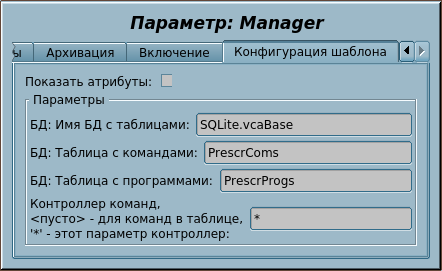 Параметр: Manager
ы Архивация Включение Конфигурация шаблона
Показать атрибуты:
Параметры
БД: Имя БД с таблицами: SQLite.vcaBase
БД: Таблица с командами: PrescrComs
БД: Таблица с программами: PrescrProgs
Контроллер команд,
<пусто> - для команд в таблице,
'*' - этот параметр контроллер: *